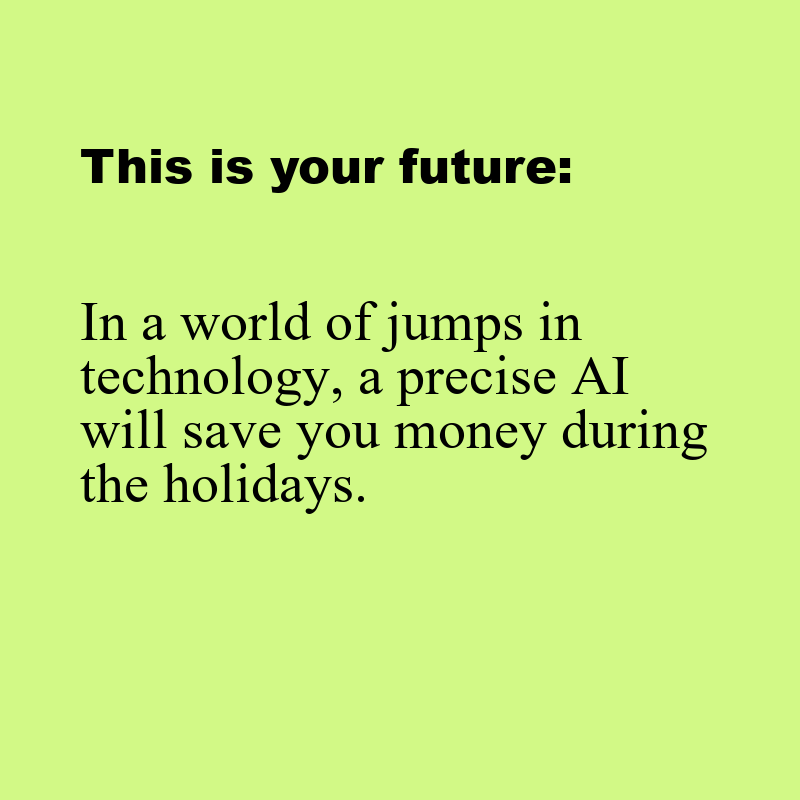 This is your future:
In a world of jumps in
technology, a precise AI
will save you money during
the holidays.